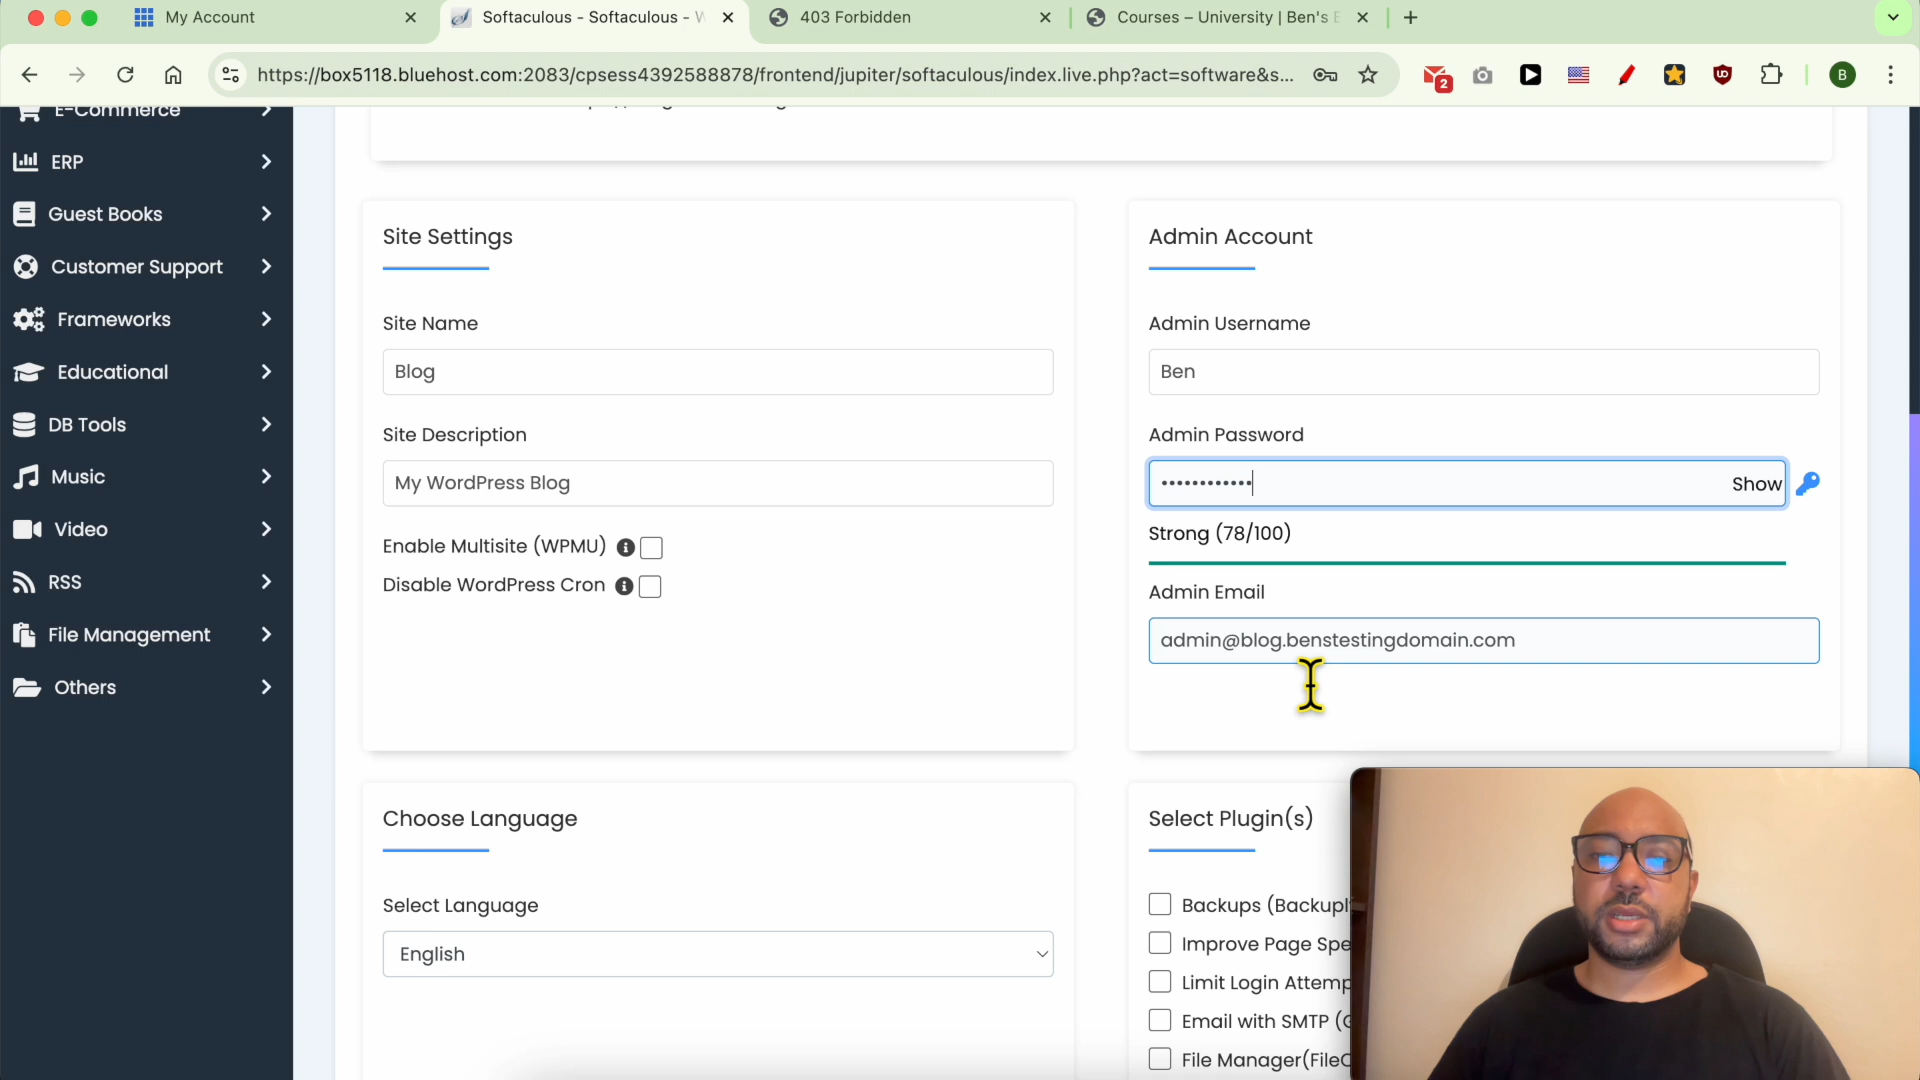 My Account
Softaculous - Softaculous - W
403 Forbidden
Courses – University | Ben's E
https://box5118.bluehost.com:2083/cpsess4392588878/frontend/jupiter/softaculous/index.live.php?act=software&s...
2
B
E-Commerce
ERP
Guest Books
Customer Support
Frameworks
Educational
DB Tools
Music
Video
RSS
File Management
Others
Site Settings
Site Name
Blog
Site Description
My WordPress Blog
Enable Multisite (WPMU)
Disable WordPress Cron
Admin Account
Admin Username
Ben
Admin Password
Show
Strong (78/100)
Admin Email
admin@blog.benstestingdomain.com
Choose Language
Select Language
English
Select Plugin(s)
Backups (Backupl
Improve Page Spe
Limit Login Attemp
Email with SMTP (G
File Manager(FileO